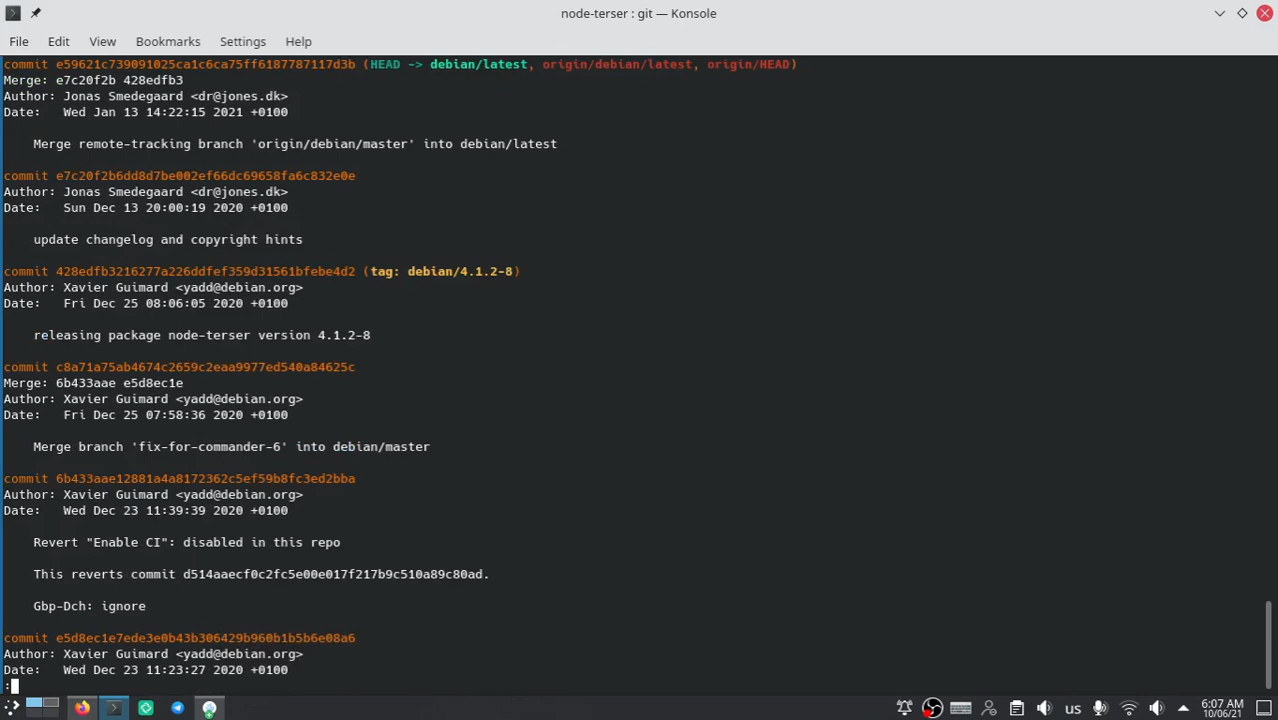 node-terser : git — Konsole
File Edit View Bookmarks Settings Help
commit e59621c739091025ca1c6ca75ff6187787117d3b (HEAD -> debian/latest, origin/debian/latest, origin/HEAD)
Merge: e7c20f2b 428edfb3
Author: Jonas Smedegaard <dr@jones.dk>
Date:   Wed Jan 13 14:22:15 2021 +0100
    Merge remote-tracking branch 'origin/debian/master' into debian/latest
commit e7c20f2b6dd8d7be002ef66dc69658fa6c832e0e
Author: Jonas Smedegaard <dr@jones.dk>
Date:   Sun Dec 13 20:00:19 2020 +0100
    update changelog and copyright hints
commit 428edfb3216277a226ddfef359d31561bfebe4d2 (tag: debian/4.1.2-8)
Author: Xavier Guimard <yadd@debian.org>
Date:   Fri Dec 25 08:06:05 2020 +0100
    releasing package node-terser version 4.1.2-8
commit c8a71a75ab4674c2659c2eaa9977ed540a84625c
Merge: 6b433aae e5d8ec1e
Author: Xavier Guimard <yadd@debian.org>
Date:   Fri Dec 25 07:58:36 2020 +0100
    Merge branch 'fix-for-commander-6' into debian/master
commit 6b433aae12881a4a8172362c5ef59b8fc3ed2bba
Author: Xavier Guimard <yadd@debian.org>
Date:   Wed Dec 23 11:39:39 2020 +0100
    Revert "Enable CI": disabled in this repo
    This reverts commit d514aaecf0c2fc5e00e017f217b9c510a89c80ad.
    Gbp-Dch: ignore
commit e5d8ec1e7ede3e0b43b306429b960b1b5b6e08a6
Author: Xavier Guimard <yadd@debian.org>
Date:   Wed Dec 23 11:23:27 2020 +0100
:
us
6:07 AM
10/06/21